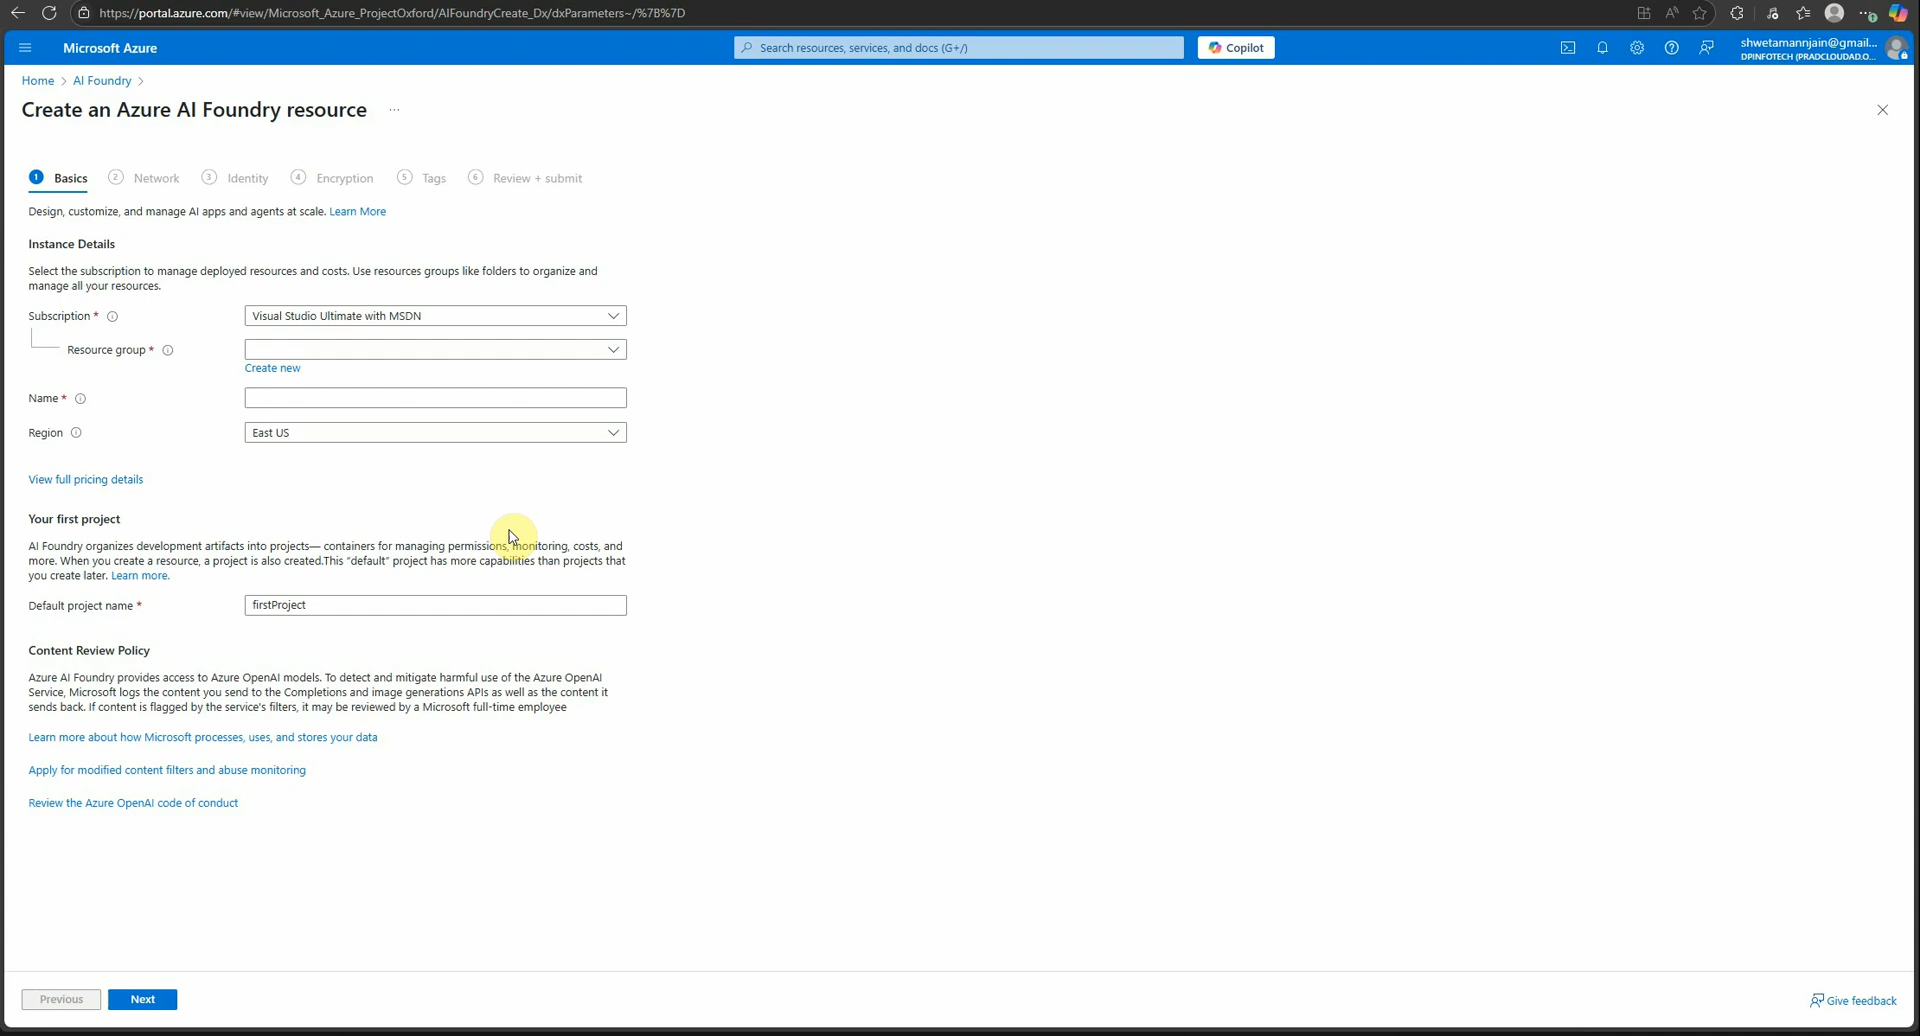 https://portal.azure.com/#view/Microsoft_Azure_ProjectOxford/AIFoundryCreate_Dx/dxParameters~/%7B%7D
Microsoft Azure
Search resources, services, and docs (G+/)
Copilot
shwetamannjain@gmail...
DPINFOTECH (PRADCLOUDAD.O...
Home > AI Foundry >
Create an Azure AI Foundry resource ...
1 Basics 2 Network 3 Identity 4 Encryption 5 Tags 6 Review + submit
Design, customize, and manage AI apps and agents at scale. Learn More
Instance Details
Select the subscription to manage deployed resources and costs. Use resources groups like folders to organize and
manage all your resources.
Subscription * Visual Studio Ultimate with MSDN
Resource group *
Create new
Name *
Region East US
View full pricing details
Your first project
AI Foundry organizes development artifacts into projects— containers for managing permissions, monitoring, costs, and
more. When you create a resource, a project is also created.This “default” project has more capabilities than projects that
you create later. Learn more.
Default project name * firstProject
Content Review Policy
Azure AI Foundry provides access to Azure OpenAI models. To detect and mitigate harmful use of the Azure OpenAI
Service, Microsoft logs the content you send to the Completions and image generations APIs as well as the content it
sends back. If content is flagged by the service's filters, it may be reviewed by a Microsoft full-time employee
Learn more about how Microsoft processes, uses, and stores your data
Apply for modified content filters and abuse monitoring
Review the Azure OpenAI code of conduct
Previous Next
Give feedback